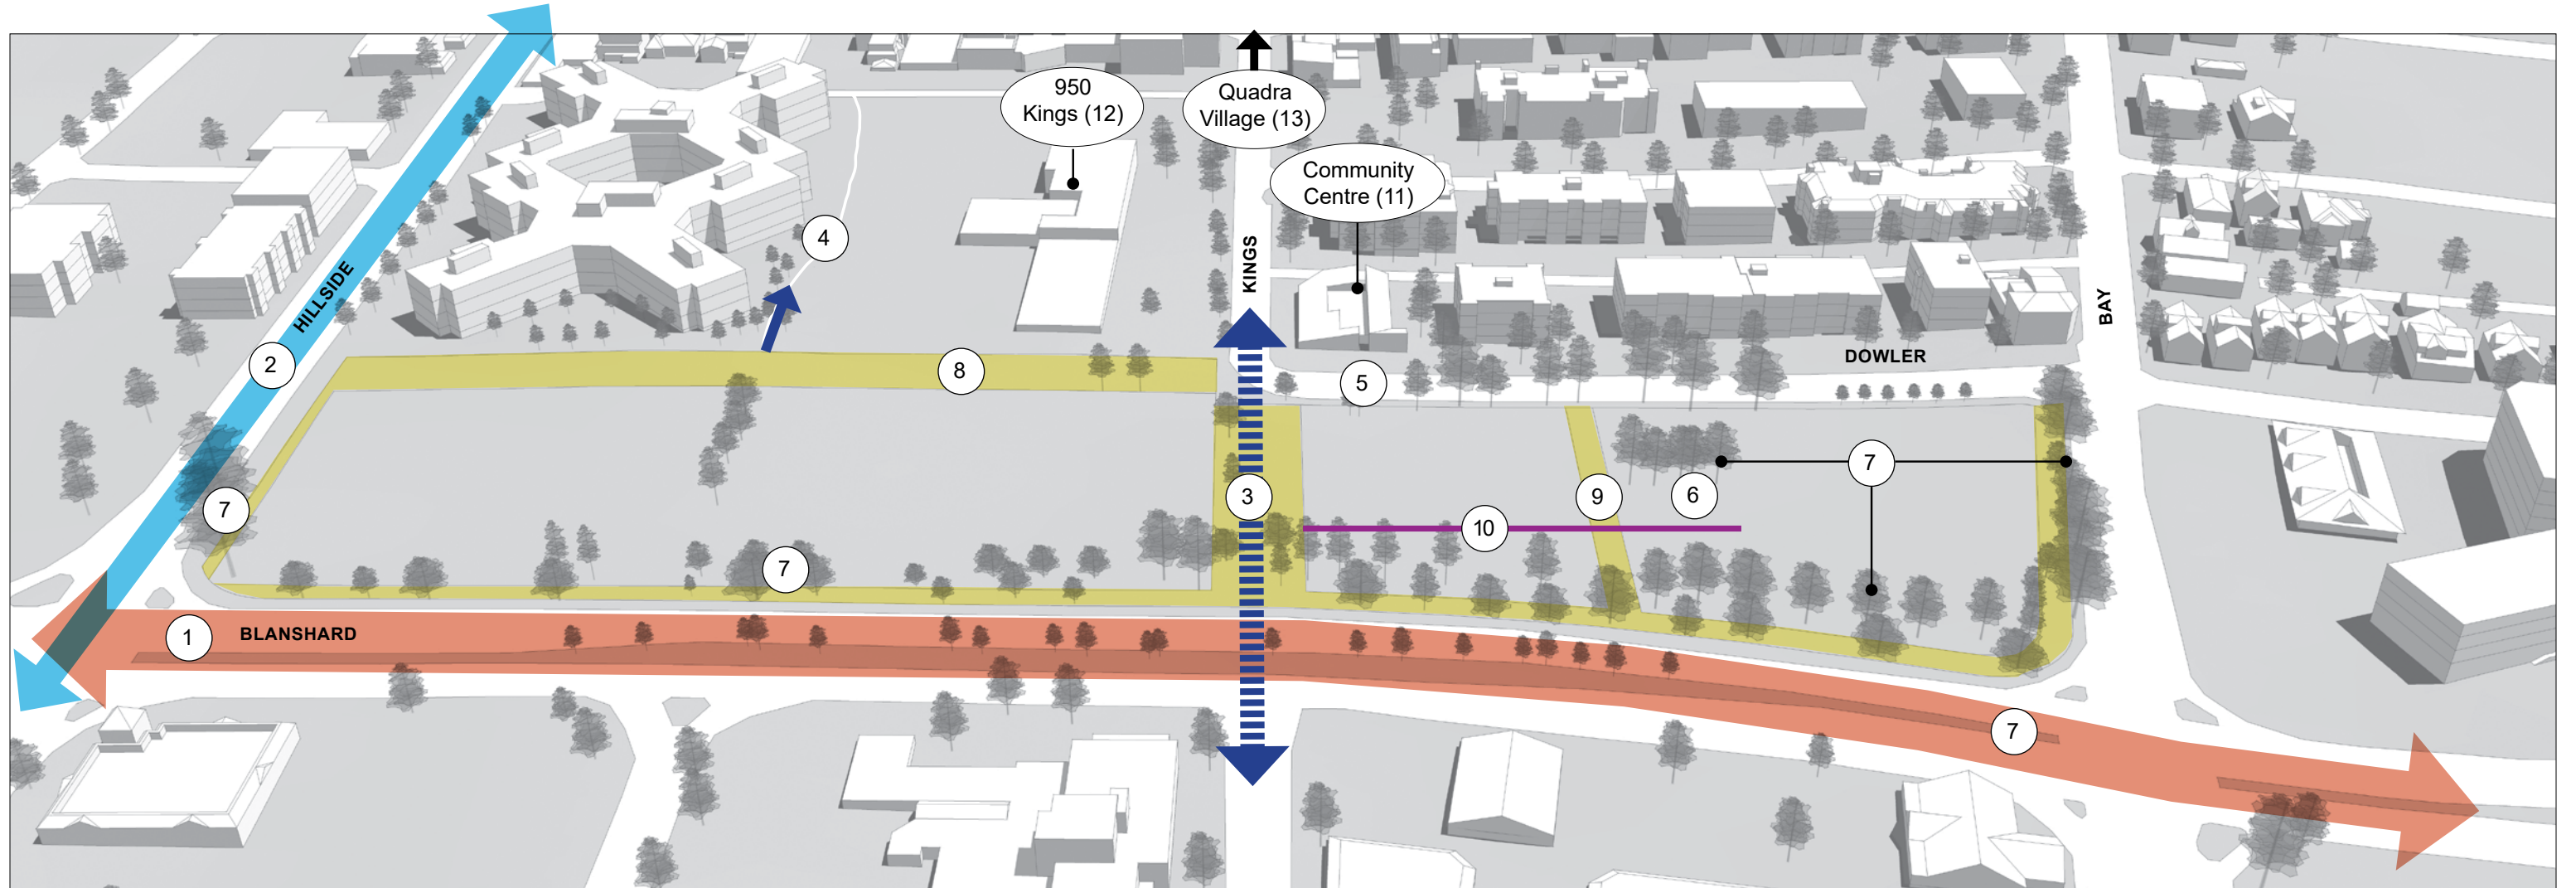 950
Kings (12)
Quadra
Village (13)
Community
Centre (11)
4
HILLSIDE
KINGS
BAY
2
8
5
DOWLER
7
3
9
6
7
10
7
1
BLANSHARD
7